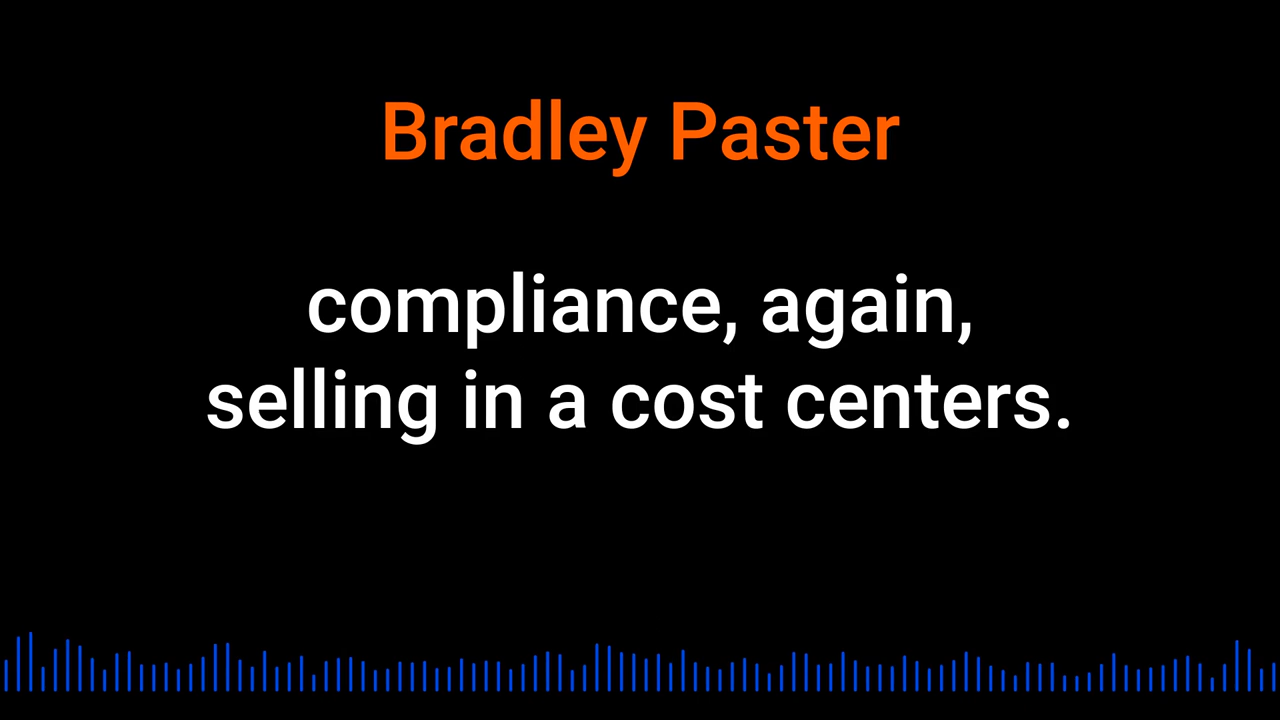 Bradley Paster
compliance, again,
selling in a cost centers.